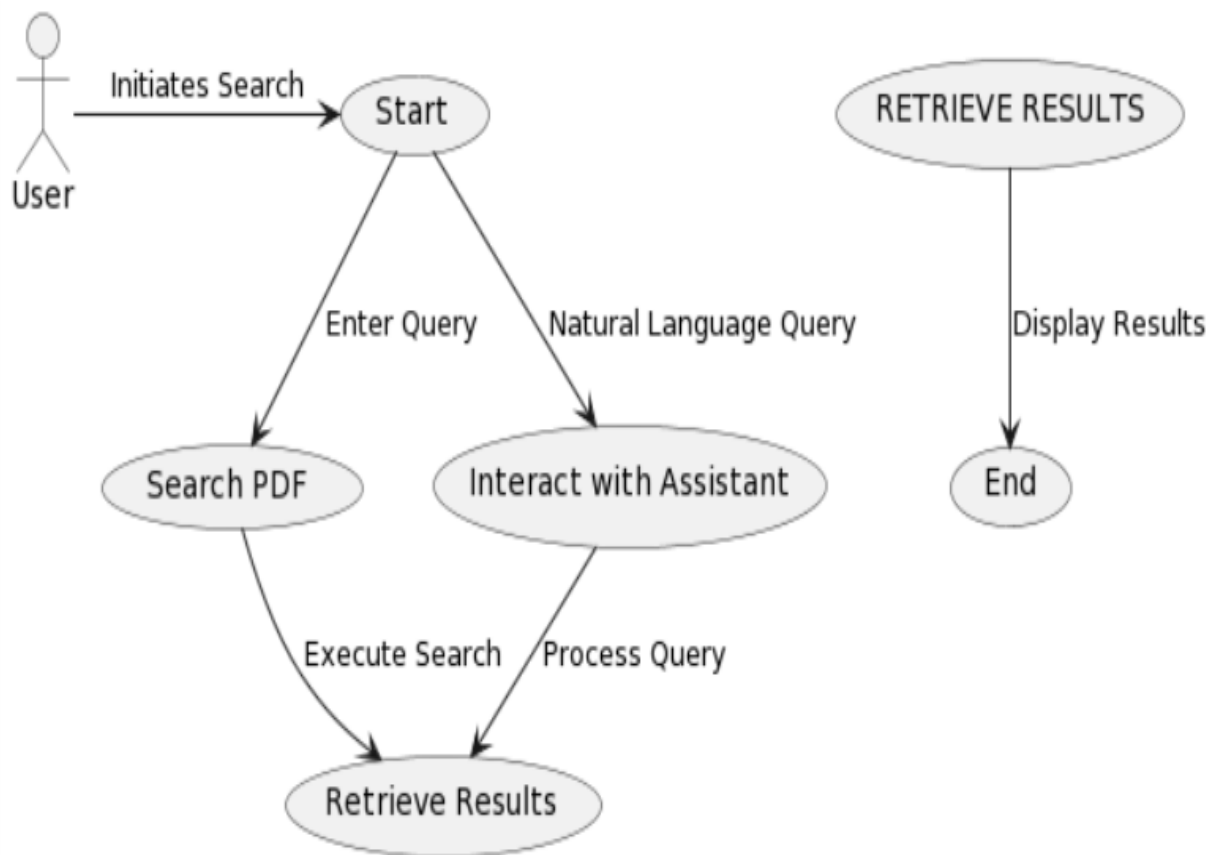 Initiates Search
Start
RETRIEVE RESULTS
User
Enter Query
Natural Language Query
Display Results
Search PDF
Interact with Assistant
End
Execute Search
Process Query
Retrieve Results